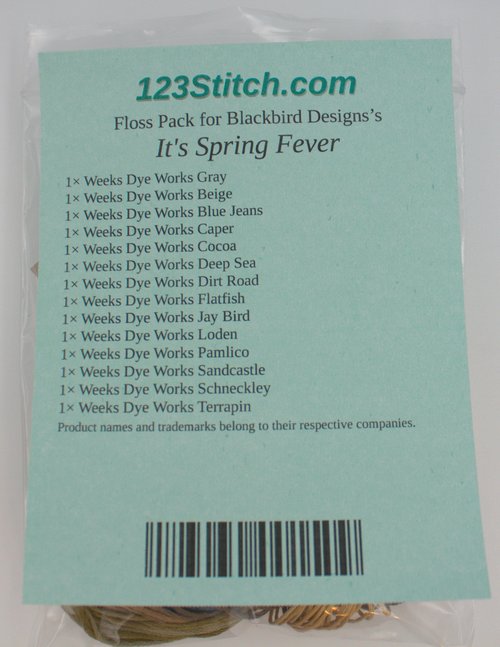 123Stitch.com
Floss Pack for Blackbird Designs’s
It's Spring Fever
1× Weeks Dye Works Gray
1× Weeks Dye Works Beige
1× Weeks Dye Works Blue Jeans
1× Weeks Dye Works Caper
1× Weeks Dye Works Cocoa
1× Weeks Dye Works Deep Sea
1× Weeks Dye Works Dirt Road
1× Weeks Dye Works Flatfish
1× Weeks Dye Works Jay Bird
1× Weeks Dye Works Loden
1× Weeks Dye Works Pamlico
1× Weeks Dye Works Sandcastle
1× Weeks Dye Works Schneckley
1× Weeks Dye Works Terrapin
Product names and trademarks belong to their respective companies.